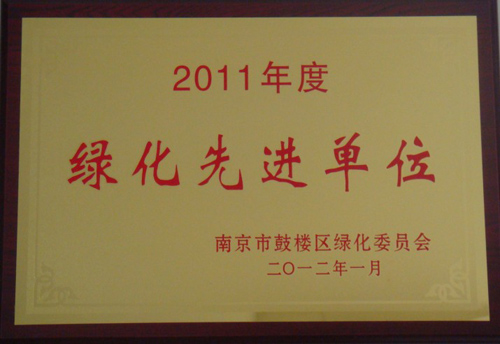 2011年度
绿化先进单位
南京市鼓楼区绿化委员会
二〇一二年一月